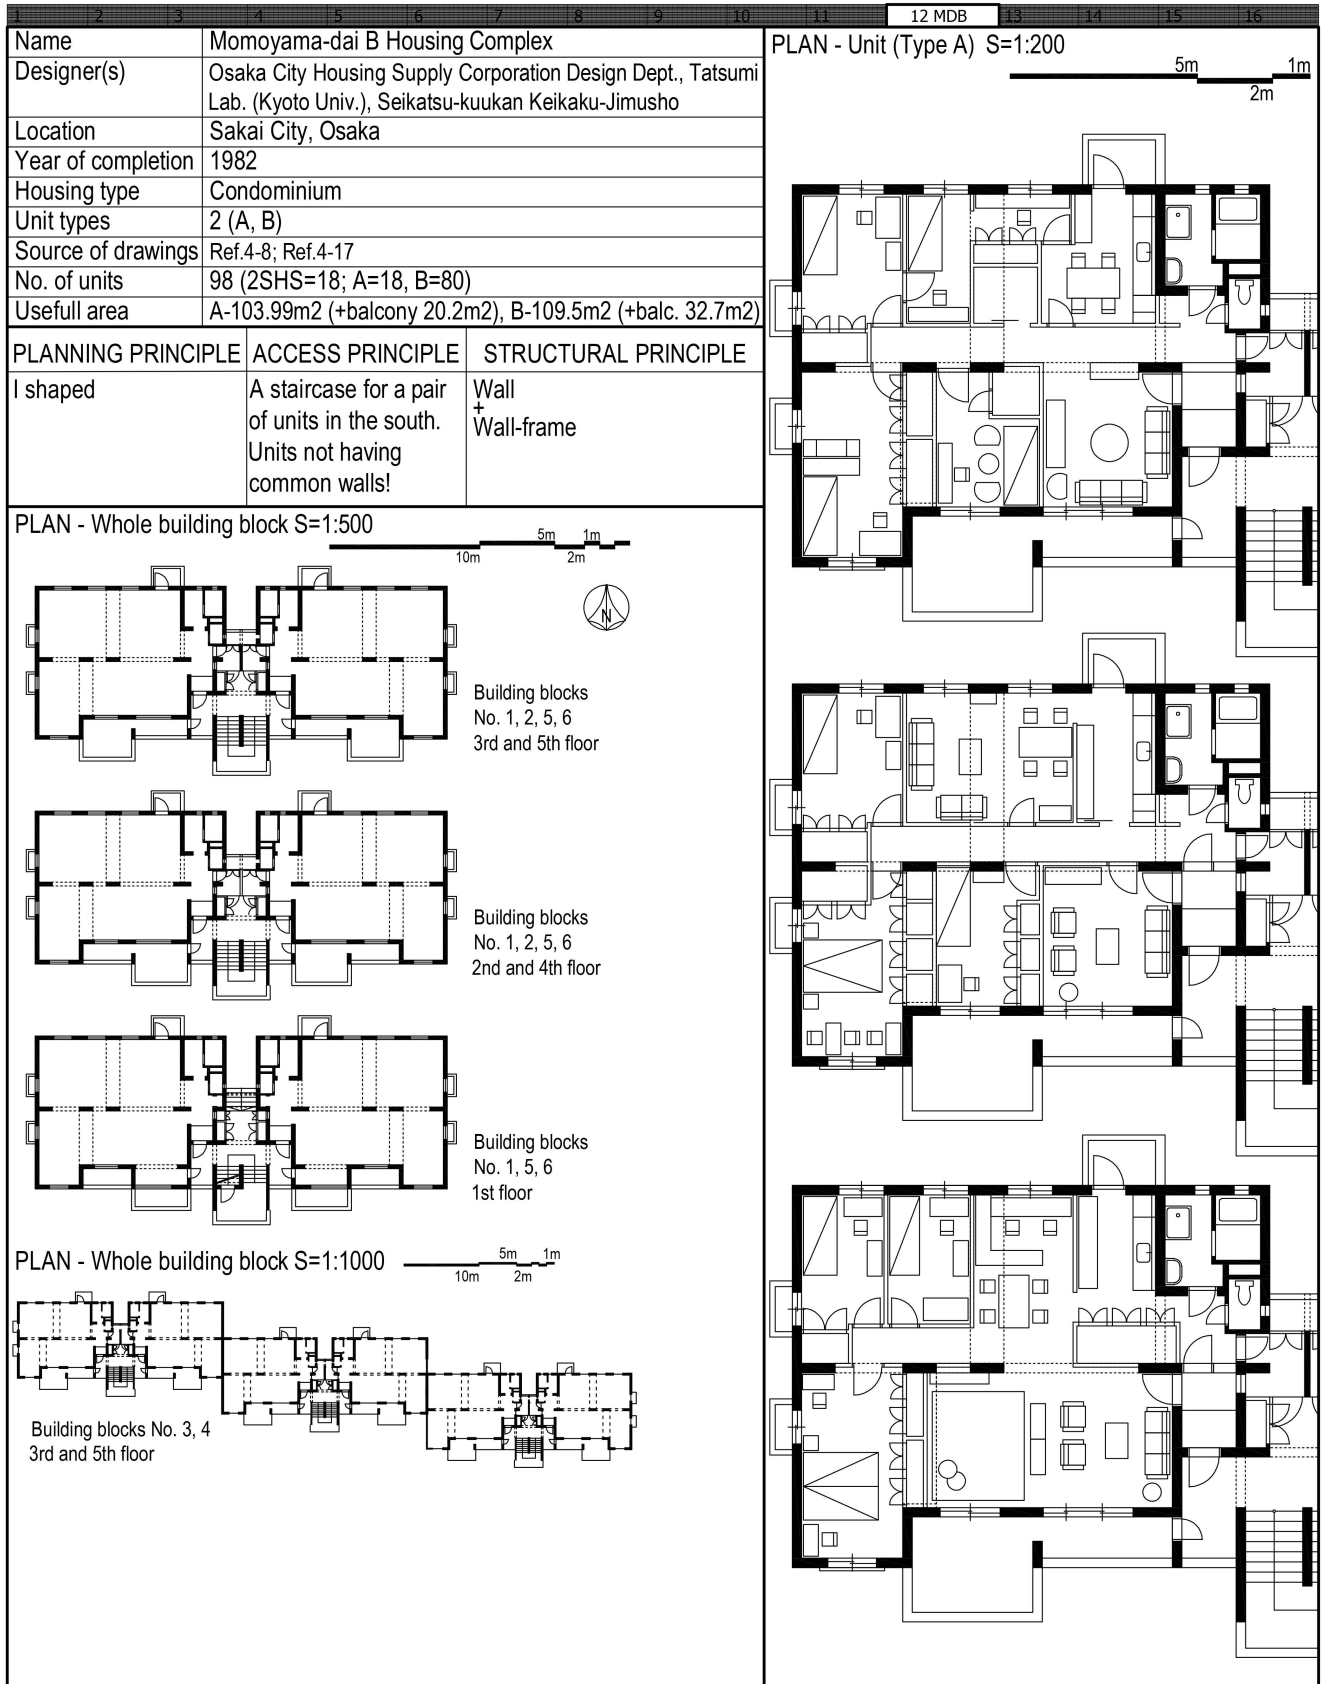 1 2 3 4 5 6 7 8 9 10 11 12 MDB 13 14 15 16
Name Momoyama-dai B Housing Complex
Designer(s) Osaka City Housing Supply Corporation Design Dept., Tatsumi
Lab. (Kyoto Univ.), Seikatsu-kuukan Keikaku-Jimusho
Location Sakai City, Osaka
Year of completion 1982
Housing type Condominium
Unit types 2 (A, B)
Source of drawings Ref.4-8; Ref.4-17
No. of units 98 (2SHS=18; A=18, B=80)
Usefull area A-103.99m2 (+balcony 20.2m2), B-109.5m2 (+balc. 32.7m2)
PLANNING PRINCIPLE
I shaped
ACCESS PRINCIPLE
A staircase for a pair
of units in the south.
Units not having
common walls!
STRUCTURAL PRINCIPLE
Wall
+
Wall-frame
PLAN - Whole building block S=1:500
5m 1m
10m 2m
N
Building blocks
No. 1, 2, 5, 6
3rd and 5th floor
Building blocks
No. 1, 2, 5, 6
2nd and 4th floor
Building blocks
No. 1, 5, 6
1st floor
PLAN - Whole building block S=1:1000
5m 1m
10m 2m
Building blocks No. 3, 4
3rd and 5th floor
PLAN - Unit (Type A) S=1:200
5m 1m
2m